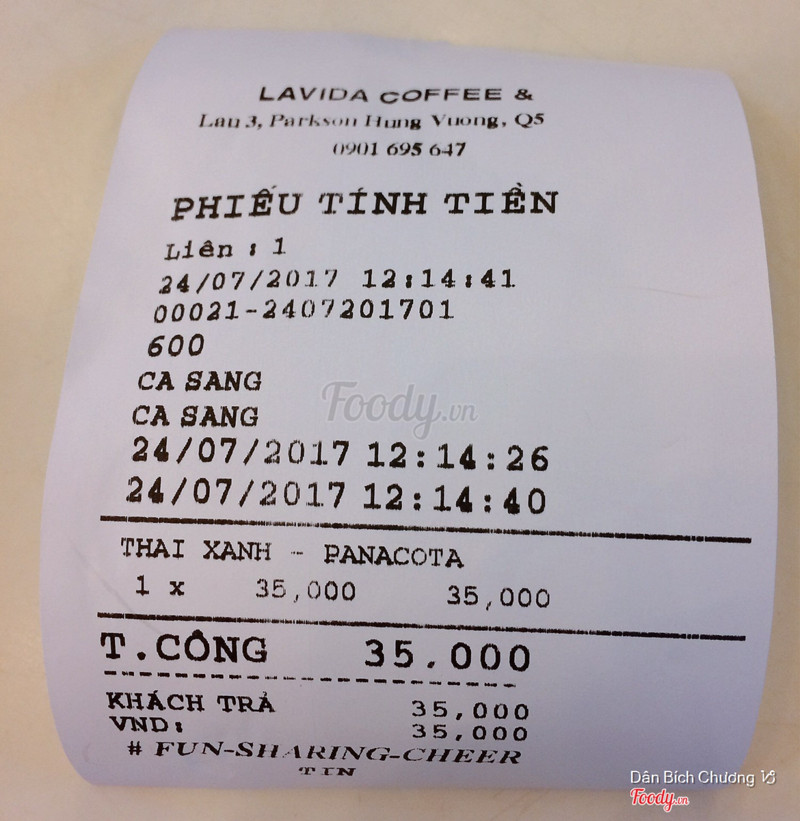 LAVIDA COFFEE &
Lau 3, Parkson Hung Vuong, Q5
0901 695 647
PHIẾU TÍNH TIỀN
Liên : 1
24/07/2017 12:14:41
00021-2407201701
600
CA SANG
CA SANG
24/07/2017 12:14:26
24/07/2017 12:14:40
THAI XANH - PANACOTA
1 x 35,000 35,000
T.CÔNG 35.000
KHÁCH TRẢ 35,000
VND: 35,000
# FUN-SHARING-CHEER
TIN
Foody.vn
Dân Bích Chương
Foody.vn